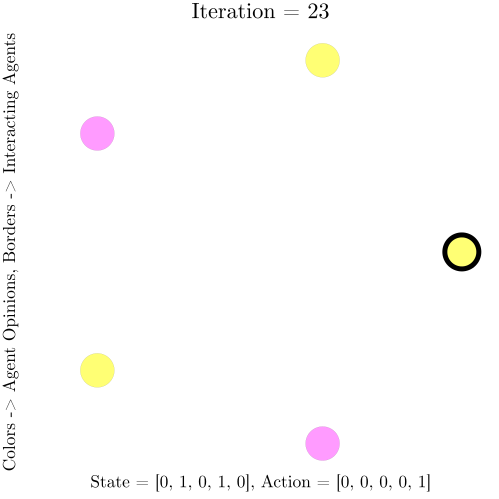 Iteration = 23
Colors -> Agent Opinions, Borders -> Interacting Agents
State = [0, 1, 0, 1, 0], Action = [0, 0, 0, 0, 1]